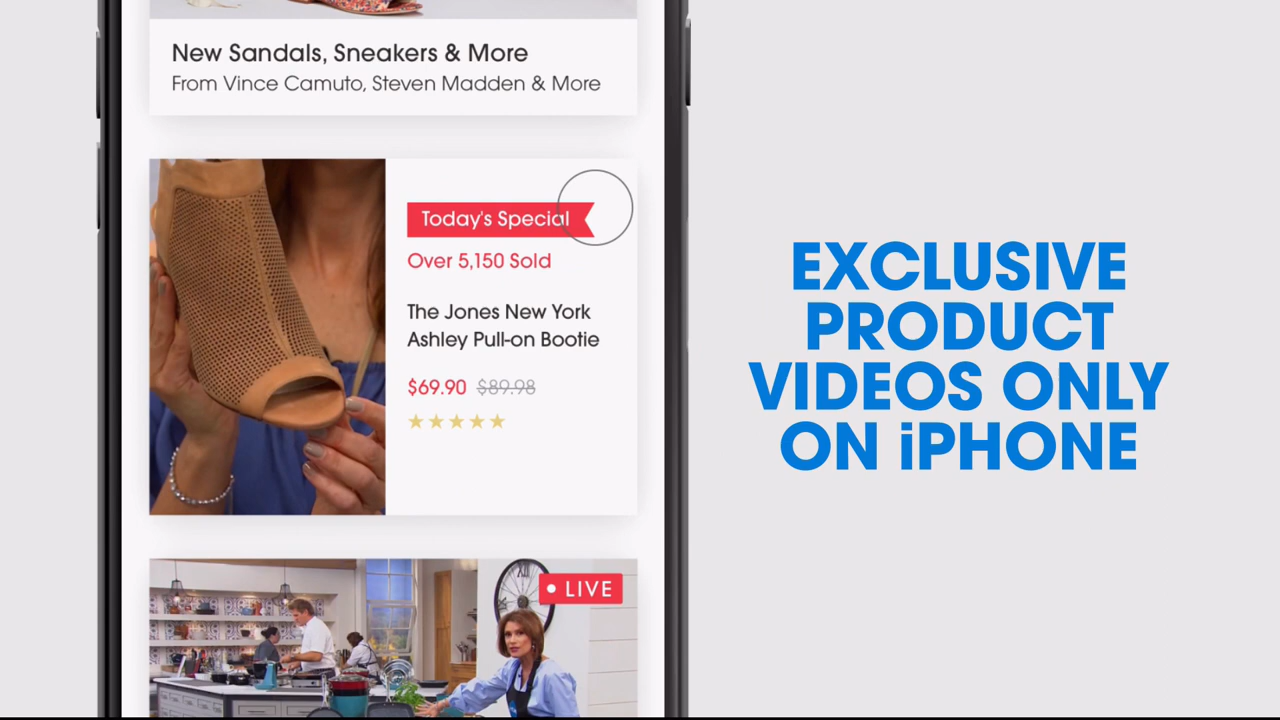 New Sandals, Sneakers & More
From Vince Camuto, Steven Madden & More
Today's Special
Over 5,150 Sold
The Jones New York
Ashley Pull-on Bootie
$69.90 $89.98
LIVE
EXCLUSIVE
PRODUCT
VIDEOS ONLY
ON iPHONE